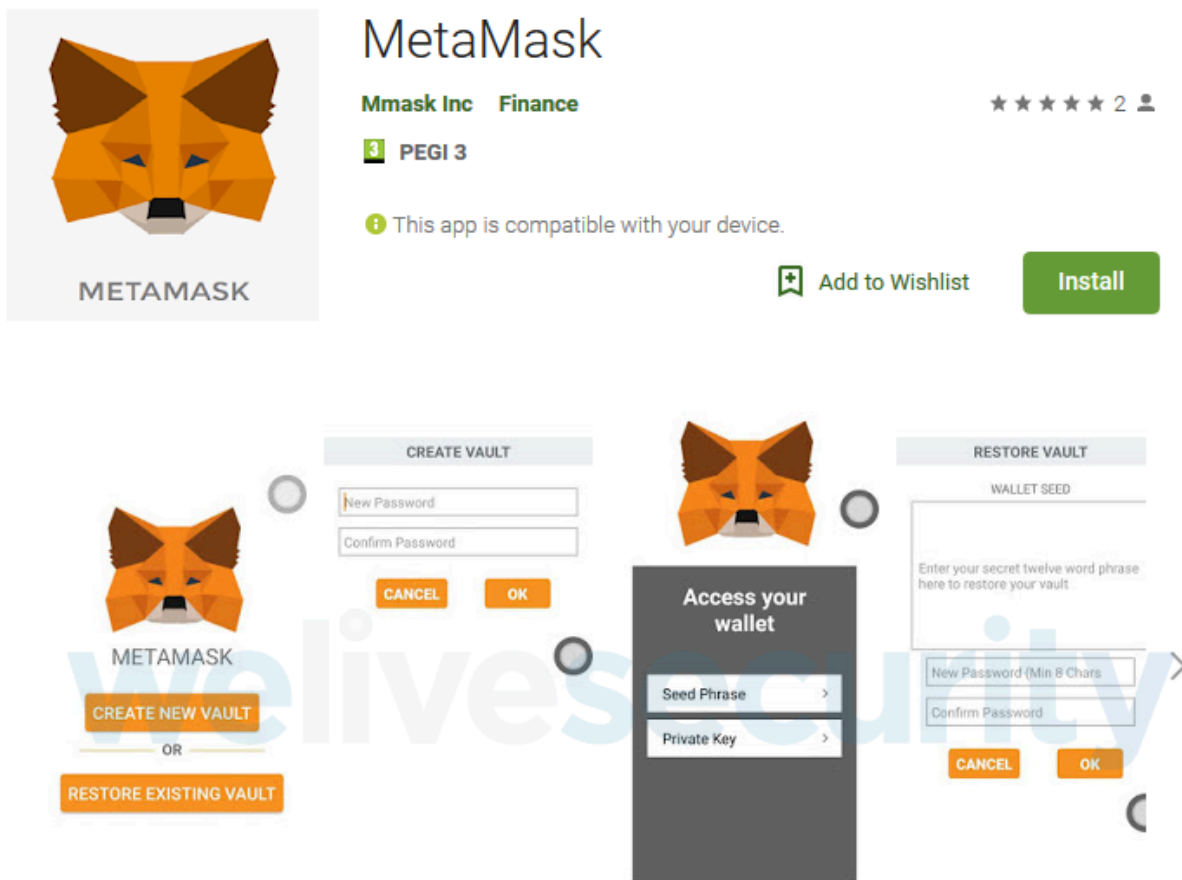 MetaMask
Mmask Inc Finance
2
3 PEGI 3
This app is compatible with your device.
Add to Wishlist
Install
METAMASK
METAMASK
CREATE NEW VAULT
OR
RESTORE EXISTING VAULT
CREATE VAULT
New Password
Confirm Password
CANCEL OK
Access your
wallet
Seed Phrase
Private Key
RESTORE VAULT
WALLET SEED
Enter your secret twelve word phrase
here to restore your vault
New Password (Min 8 Chars
Confirm Password
CANCEL OK
welivesecurity